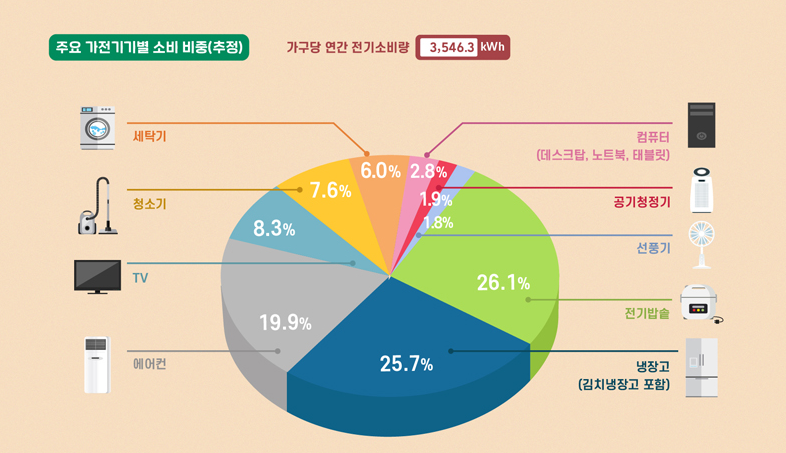 주요 가전기기별 소비 비중(추정)
가구당 연간 전기소비량 3,546.3 kWh
세탁기
청소기
TV
에어컨
컴퓨터
(데스크탑, 노트북, 태블릿)
공기청정기
선풍기
전기밥솥
냉장고
(김치냉장고 포함)
6.0%
2.8%
7.6%
1.9%
8.3%
1.8%
26.1%
19.9%
25.7%